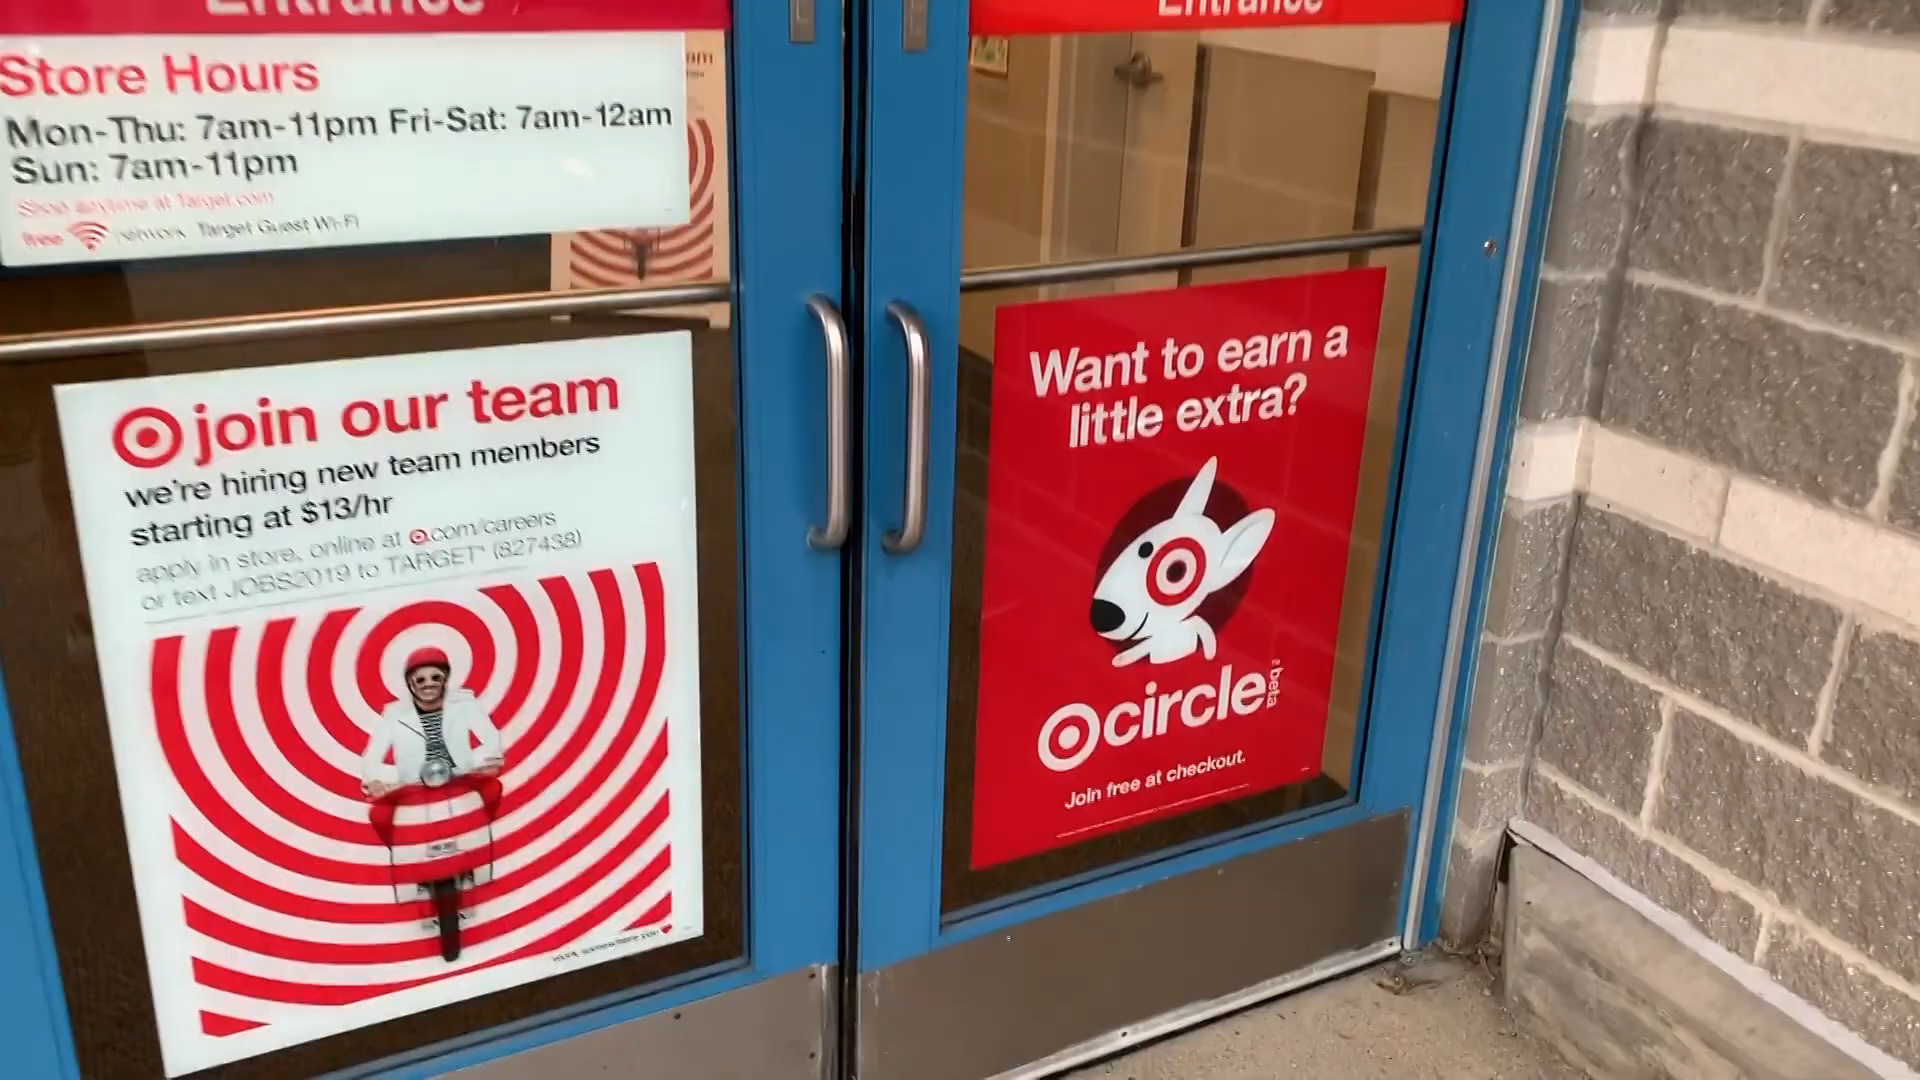 Entrance
Store Hours
Mon-Thu: 7am-11pm Fri-Sat: 7am-12am
Sun: 7am-11pm
Shop anytime at Target.com
free network Target Guest Wi-Fi
join our team
we're hiring new team members
starting at $13/hr
apply in store, online at .com/careers
or text JOBS2019 to TARGET* (827438)
Entrance
Want to earn a
little extra?
circle
beta
Join free at checkout.